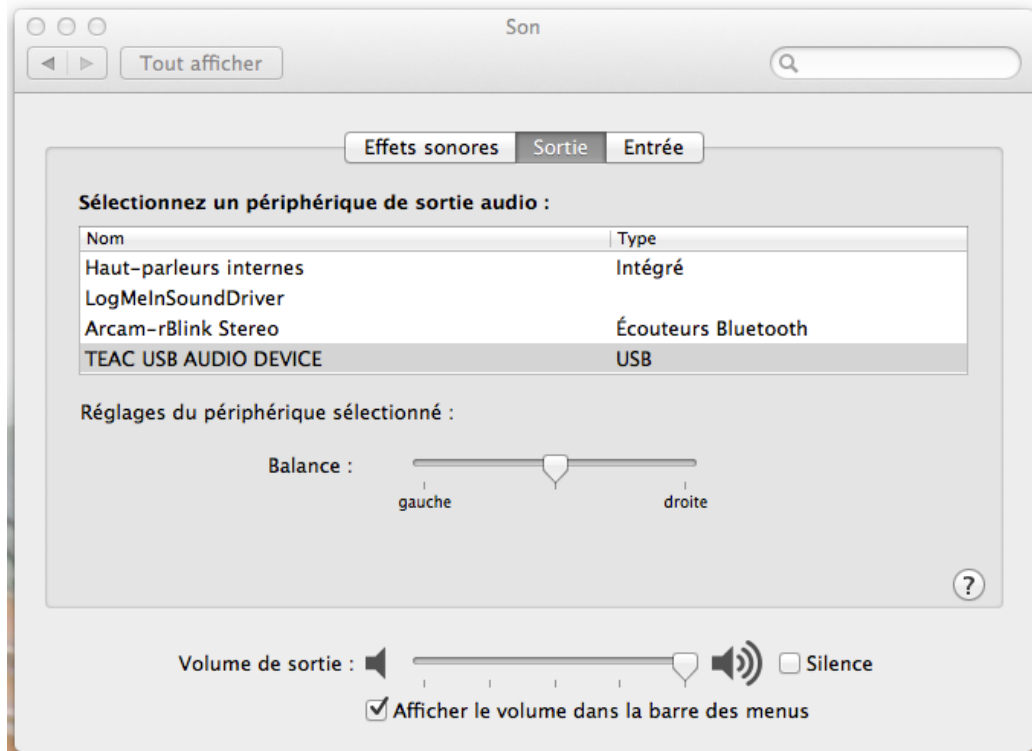 Son
Tout afficher
Effets sonores Sortie Entrée
Sélectionnez un périphérique de sortie audio :
Nom Type
Haut-parleurs internes Intégré
LogMeInSoundDriver
Arcam-rBlink Stereo Écouteurs Bluetooth
TEAC USB AUDIO DEVICE USB
Réglages du périphérique sélectionné :
Balance :
gauche droite
?
Volume de sortie : Silence
Afficher le volume dans la barre des menus